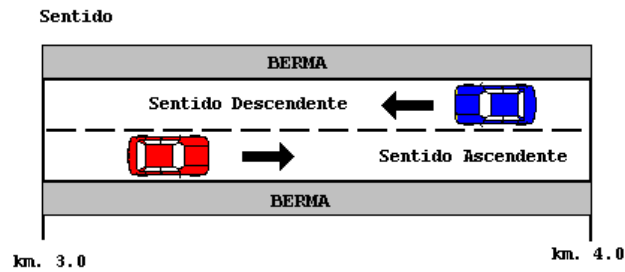 Sentido
BERMA
Sentido Descendente
Sentido Ascendente
BERMA
km. 3.0
km. 4.0